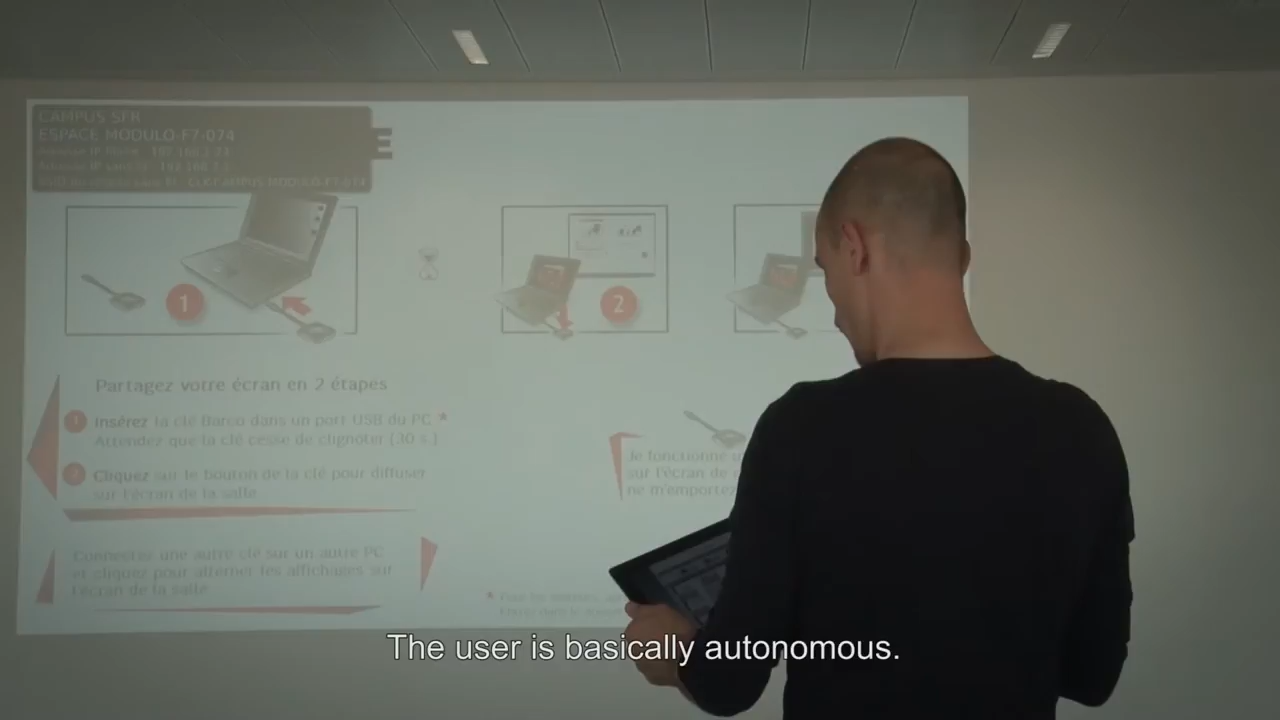 CAMPUS SFR
ESPACE MODULO-F7-074
1
2
Partagez votre écran en 2 étapes
Insérez la clé Barco dans un port USB du PC *
Attendez que la clé cesse de clignoter (30 s.)
Cliquez sur le bouton de la clé pour diffuser
sur l'écran de la salle
Je fonctionne
sur l'écran de
ne m'emportez
Connectez une autre clé sur un autre PC
et cliquez pour alterner les affichages sur
l'écran de la salle
The user is basically autonomous.